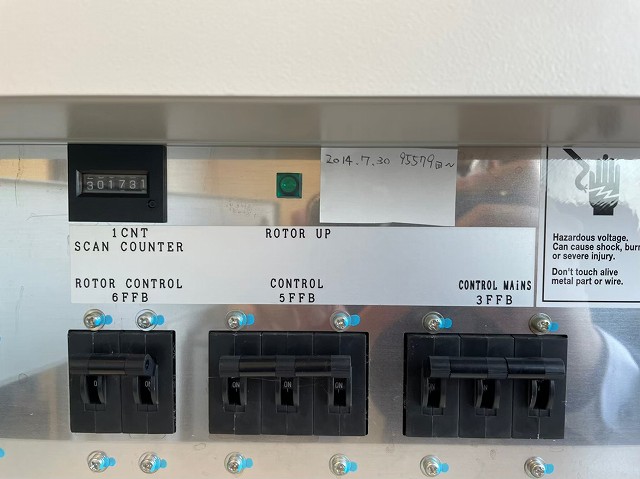 2014.7.30 95579回~
301731
1CNT
SCAN COUNTER
ROTOR UP
Hazardous voltage.
Can cause shock, burn
or severe injury.
Don't touch alive
metal part or wire.
ROTOR CONTROL
6FFB
CONTROL
5FFB
CONTROL MAiNS
3FFB
ON
ON
ON